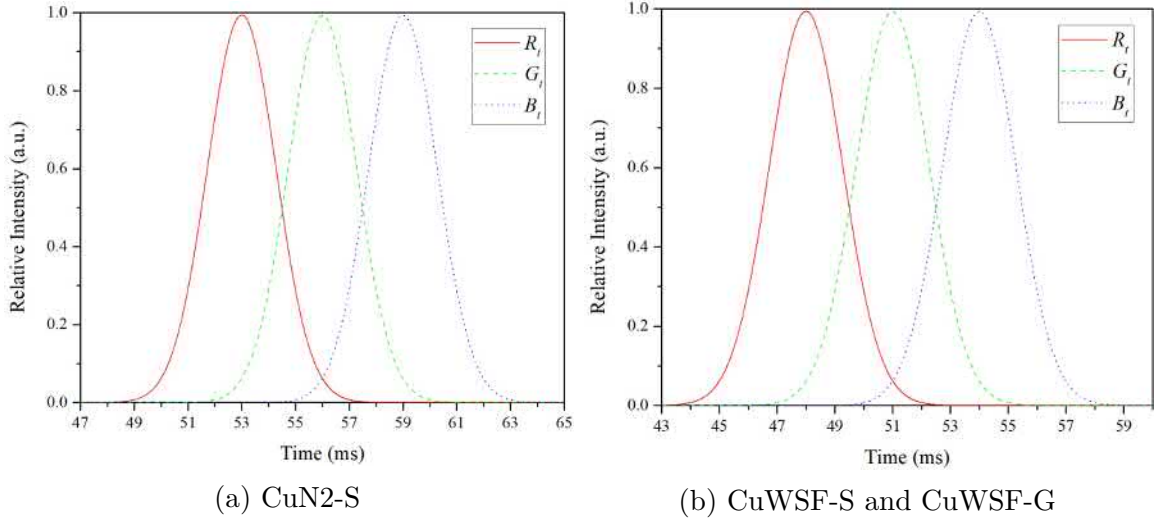 1.0
0.8
0.6
0.4
0.2
0.0
Relative Intensity (a.u.)
47 49 51 53 55 57 59 61 63 65
Time (ms)
R_t
G_t
B_t
(a) CuN2-S
1.0
0.8
0.6
0.4
0.2
0.0
Relative Intensity (a.u.)
43 45 47 49 51 53 55 57 59
Time (ms)
R_t
G_t
B_t
(b) CuWSF-S and CuWSF-G